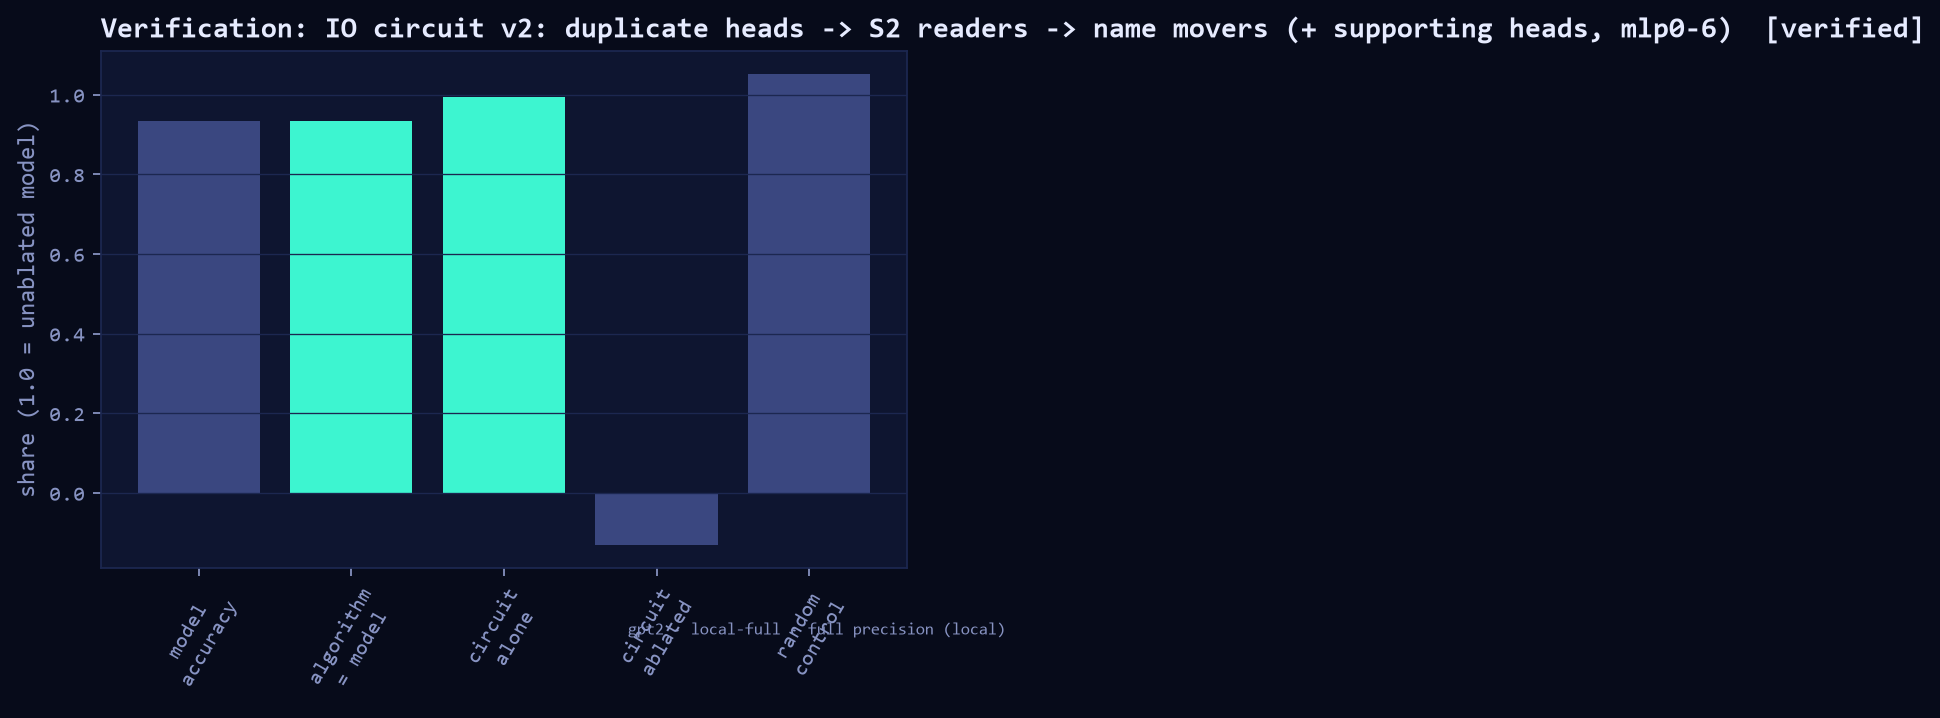 Verification: IO circuit v2: duplicate heads -> S2 readers -> name movers (+ supporting heads, mlp0-6)  [verified]
share (1.0 = unablated model)
1.0
0.8
0.6
0.4
0.2
0.0
model
accuracy
algorithm
= model
circuit
alone
circuit
ablated
random
control
gpt2 · local-full · full precision (local)